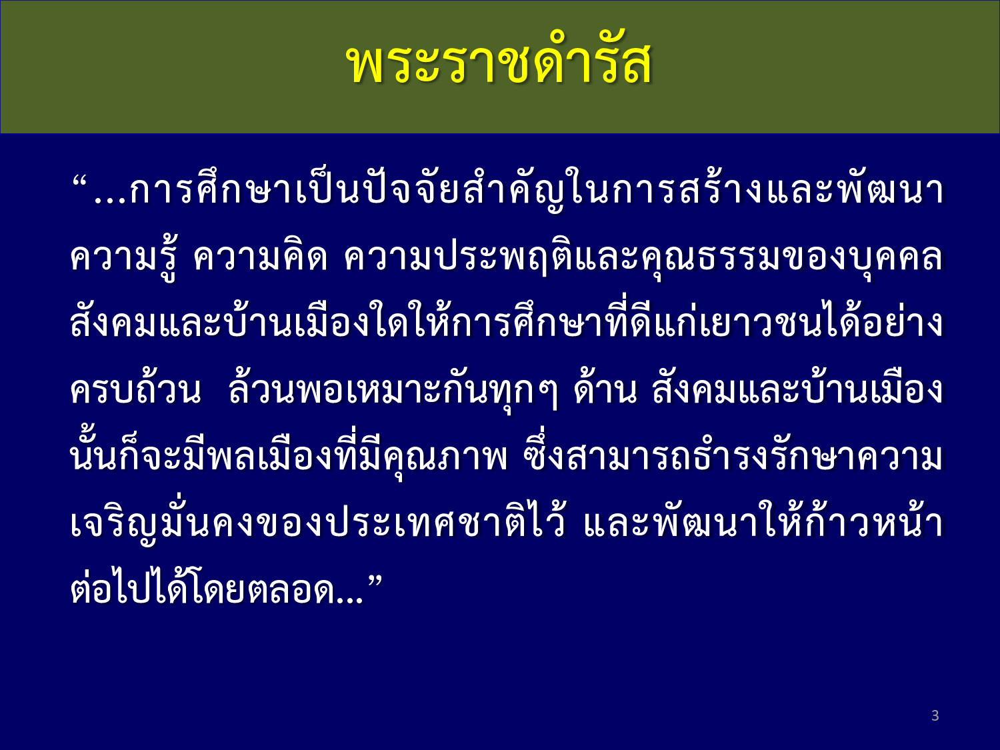 พระราชดำรัส
“...การศึกษาเป็นปัจจัยสำคัญในการสร้างและพัฒนา
ความรู้ ความคิด ความประพฤติและคุณธรรมของบุคคล
สังคมและบ้านเมืองใดให้การศึกษาที่ดีแก่เยาวชนได้อย่าง
ครบถ้วน ล้วนพอเหมาะกันทุกๆ ด้าน สังคมและบ้านเมือง
นั้นก็จะมีพลเมืองที่มีคุณภาพ ซึ่งสามารถธำรงรักษาความ
เจริญมั่นคงของประเทศชาติไว้ และพัฒนาให้ก้าวหน้า
ต่อไปได้โดยตลอด...”
3